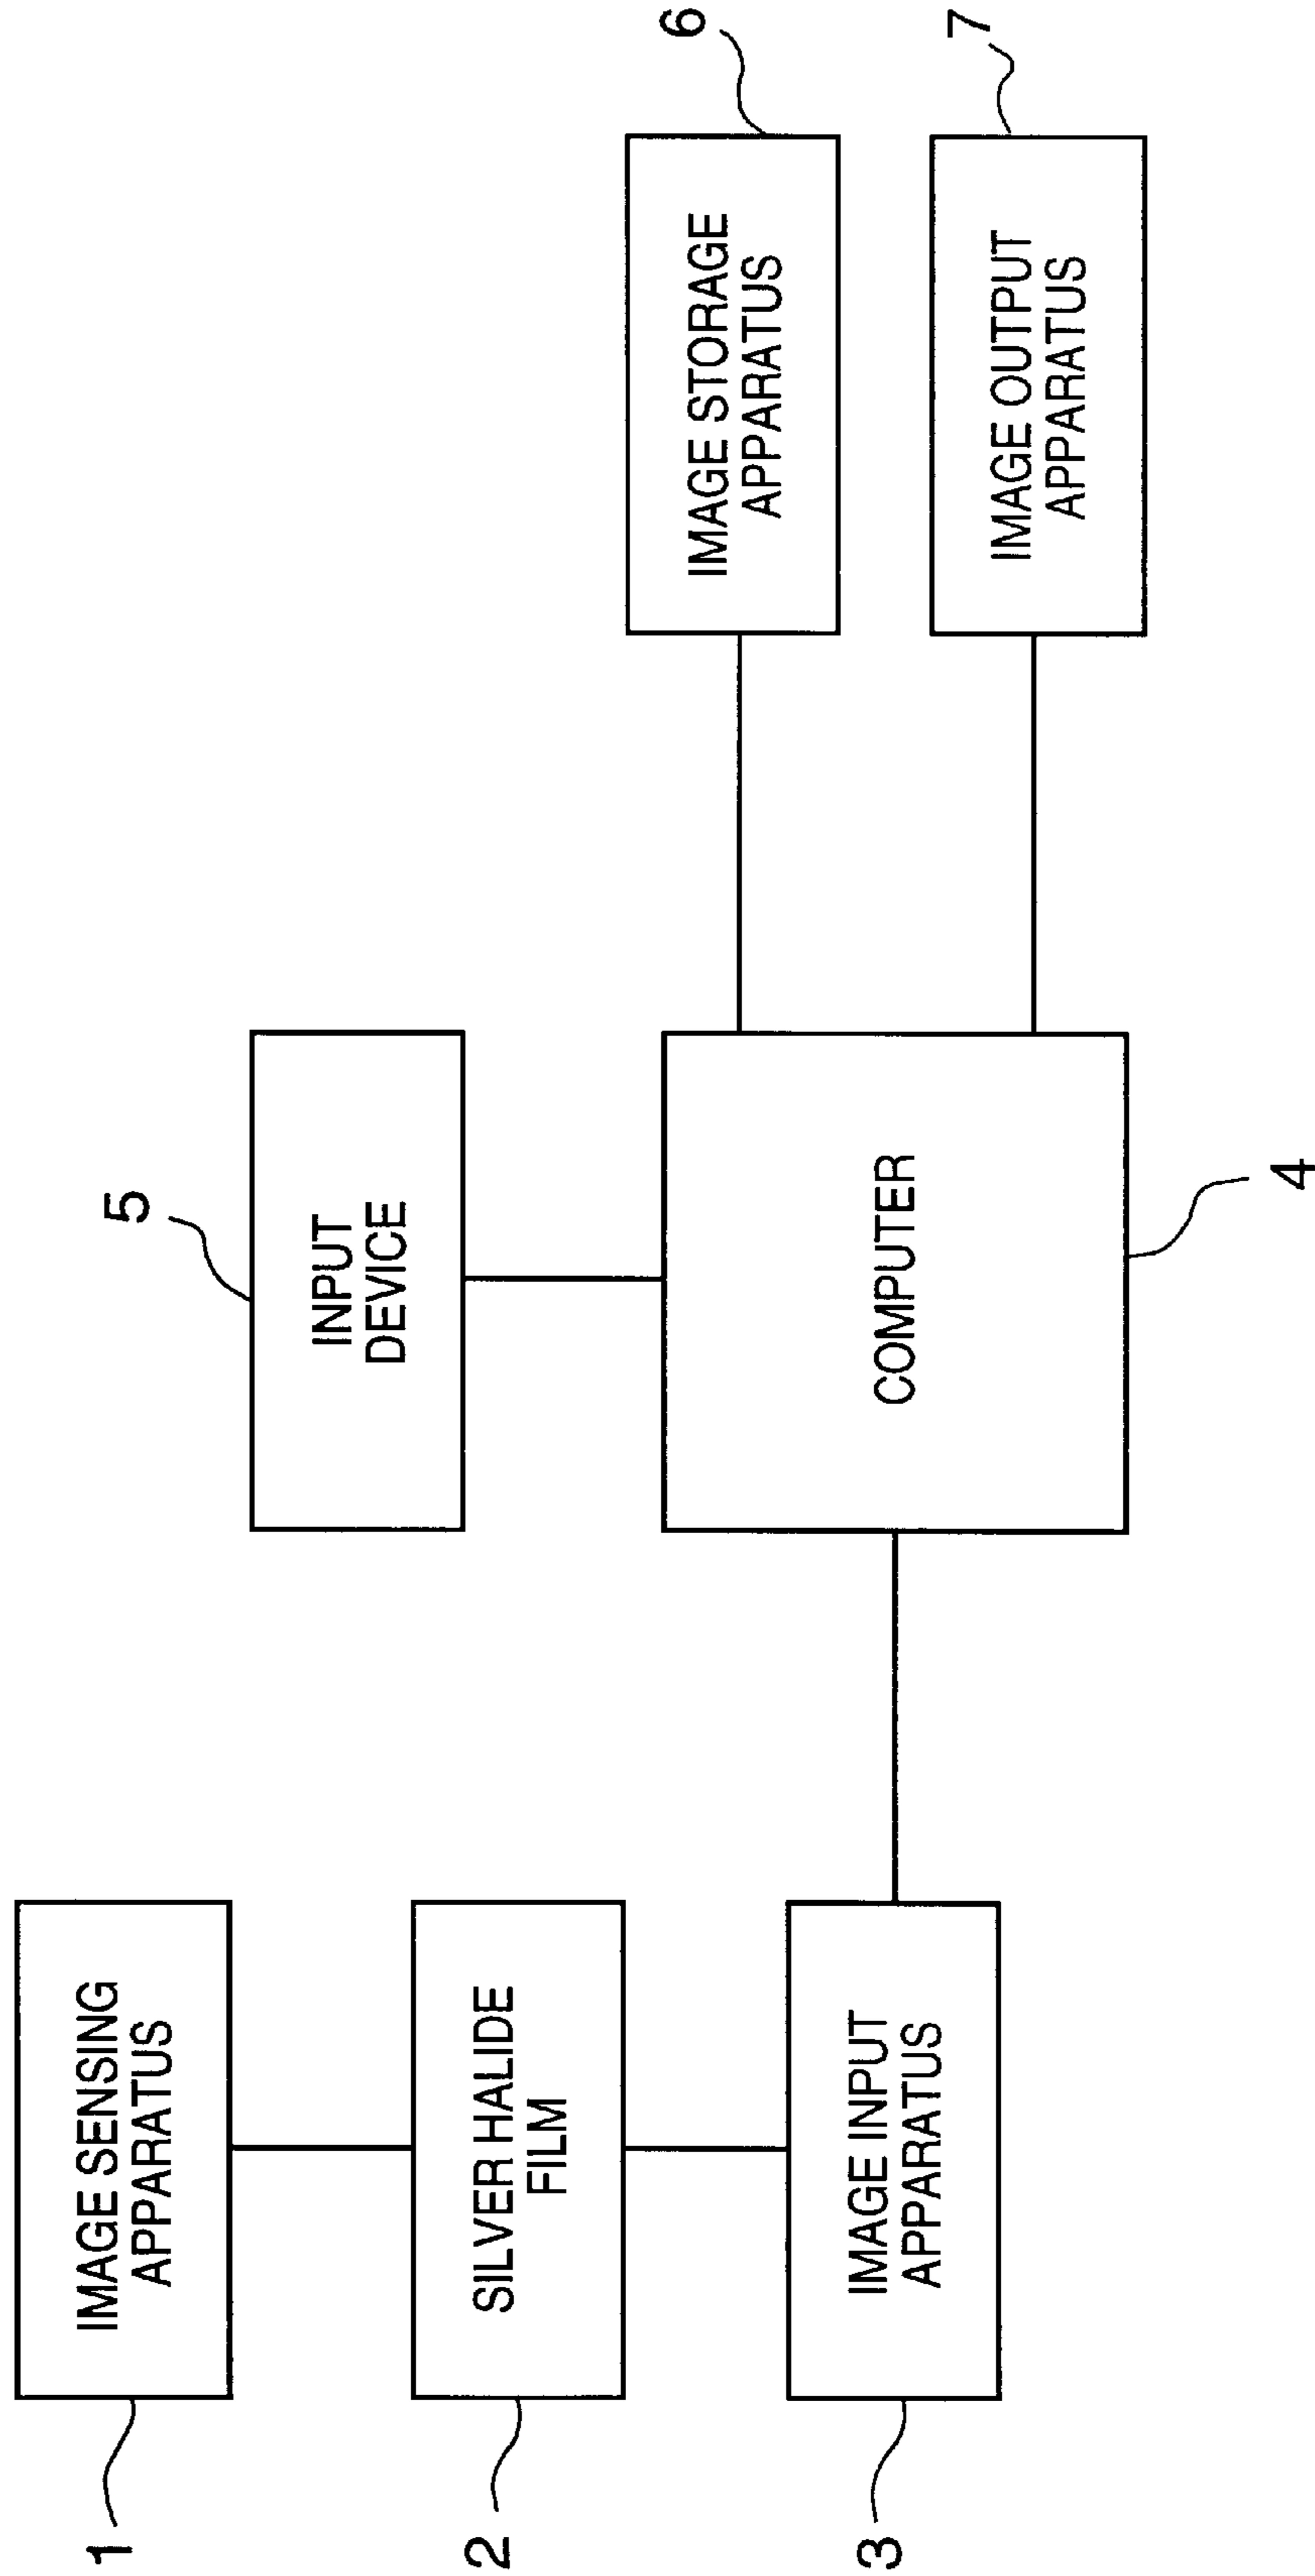 1
IMAGE SENSING
APPARATUS
2
SILVER HALIDE
FILM
3
IMAGE INPUT
APPARATUS
5
INPUT
DEVICE
COMPUTER
4
IMAGE STORAGE
APPARATUS
6
IMAGE OUTPUT
APPARATUS
7